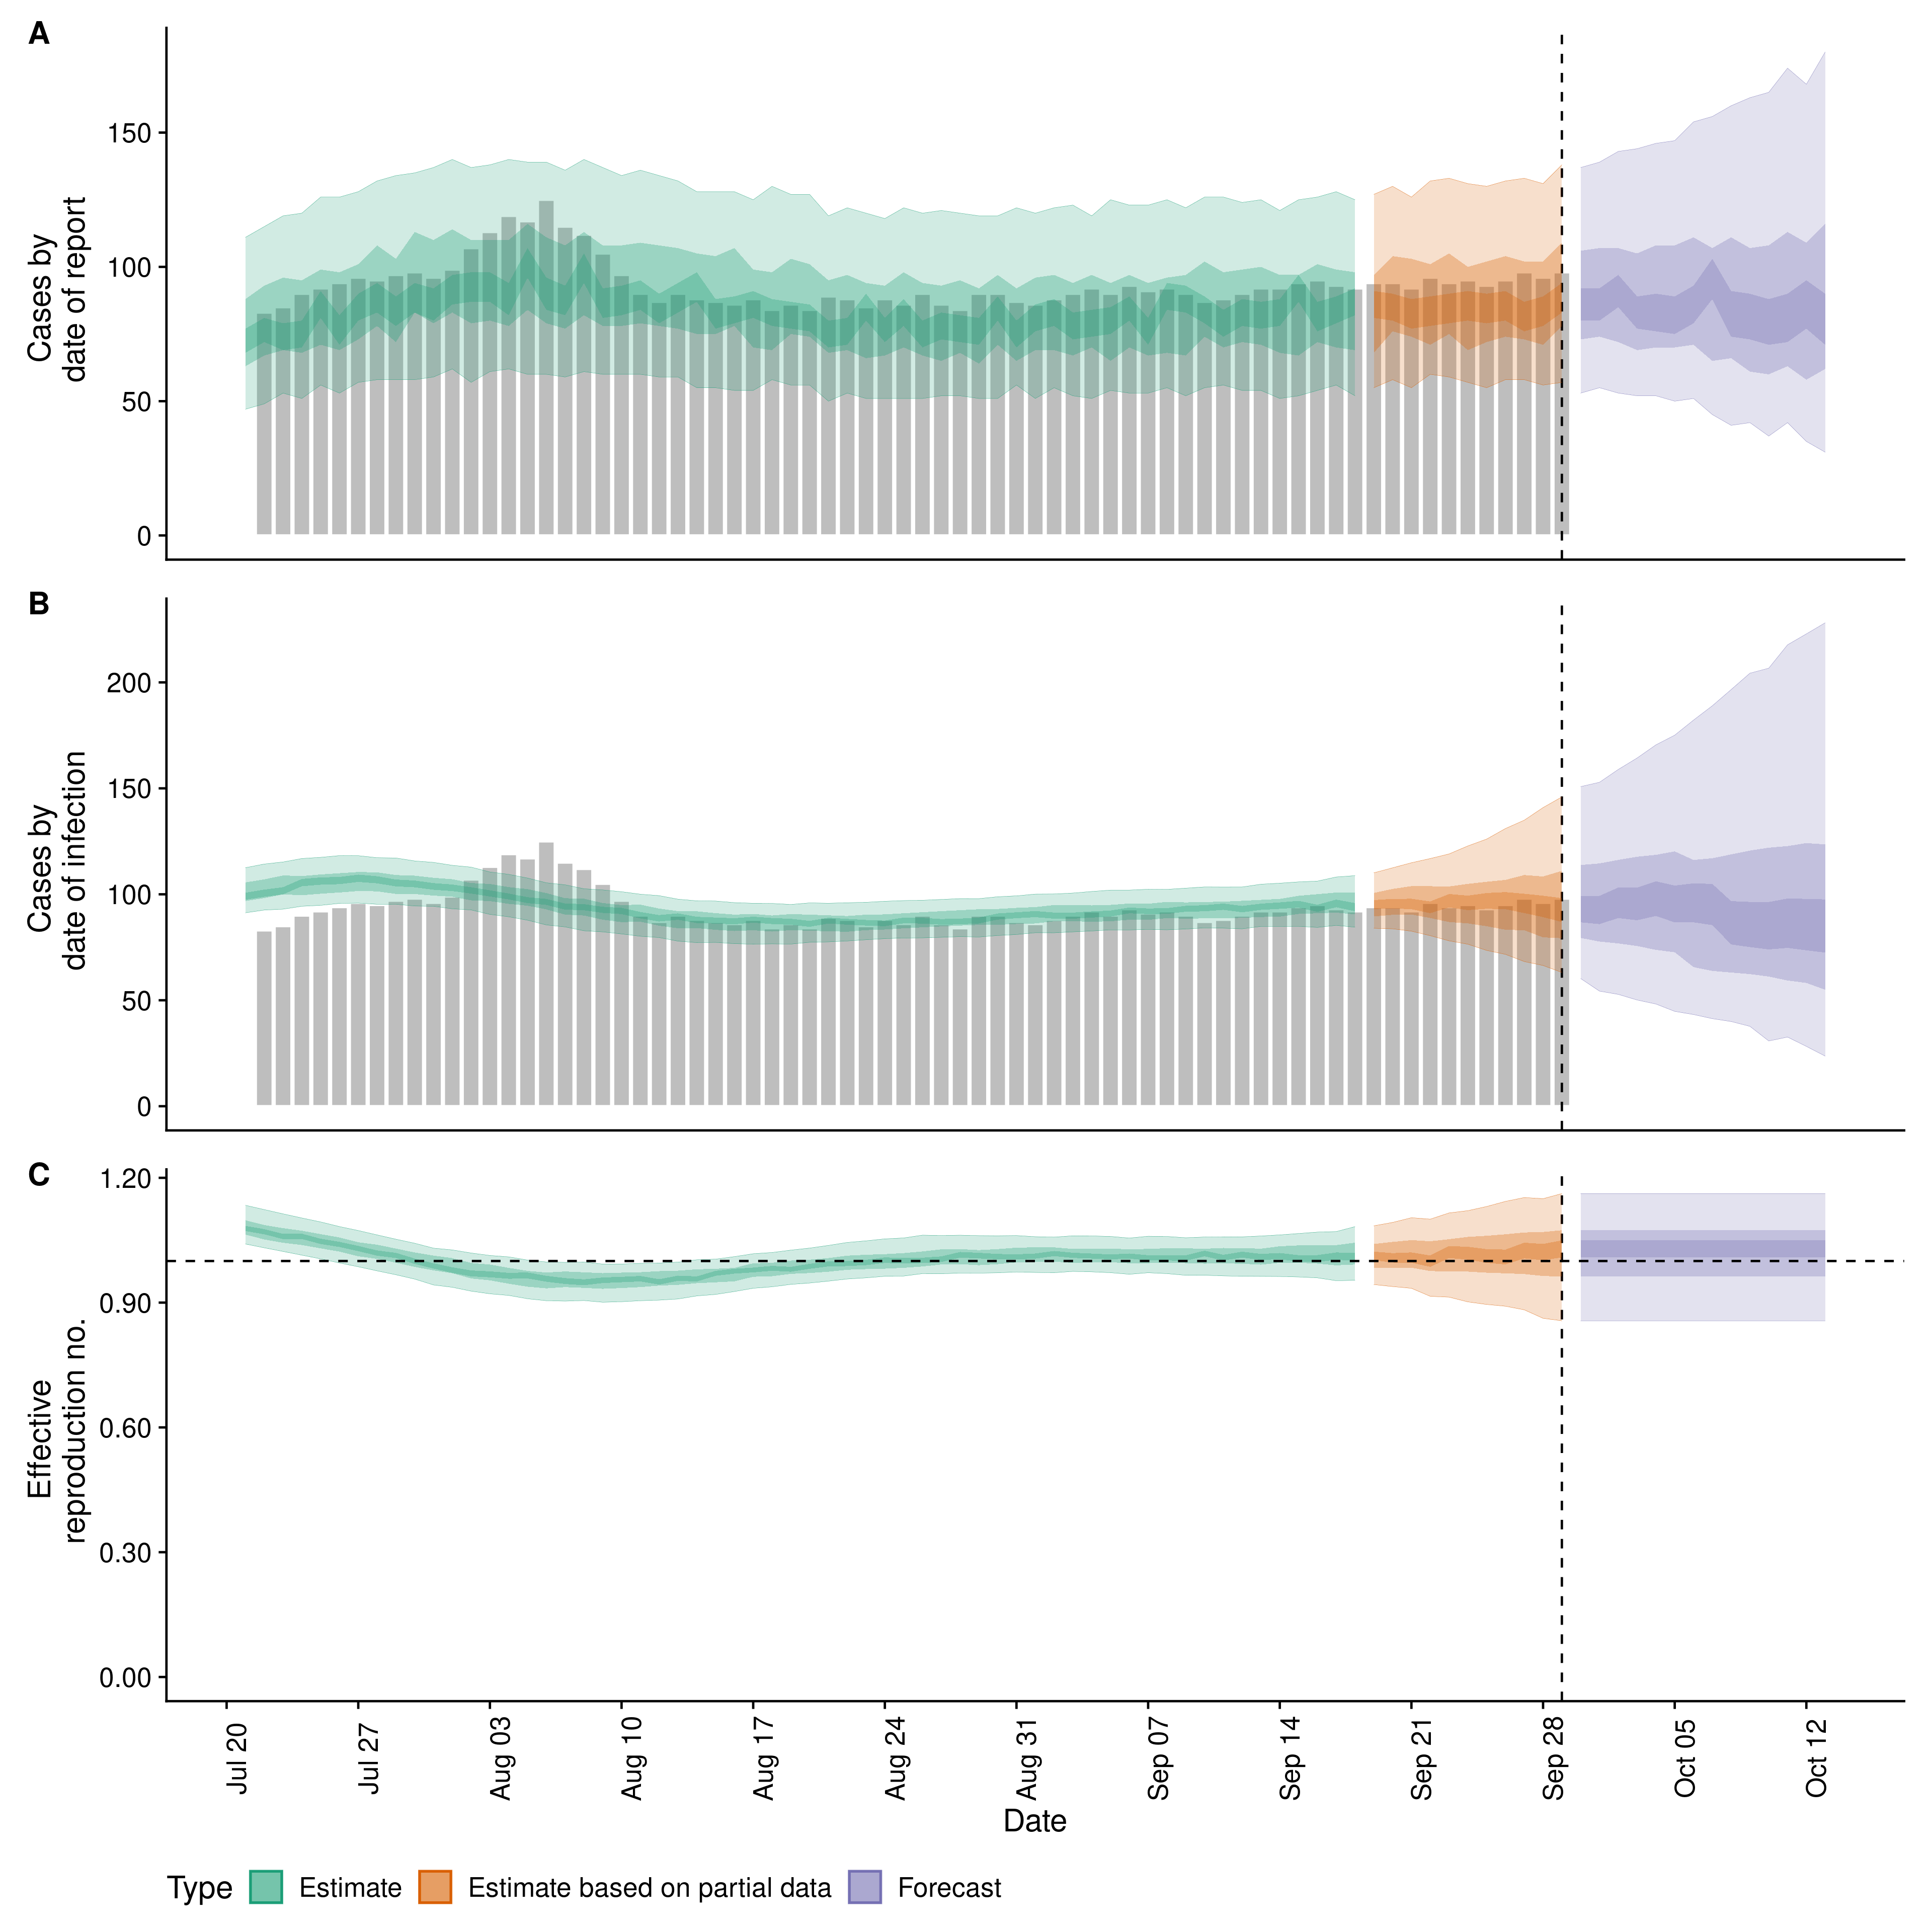 A
Cases by
date of report
150
100
50
0
B
Cases by
date of infection
200
150
100
50
0
C
Effective
reproduction no.
1.20
0.90
0.60
0.30
0.00
Jul 20
Jul 27
Aug 03
Aug 10
Aug 17
Aug 24
Aug 31
Sep 07
Sep 14
Sep 21
Sep 28
Oct 05
Oct 12
Date
Type Estimate Estimate based on partial data Forecast